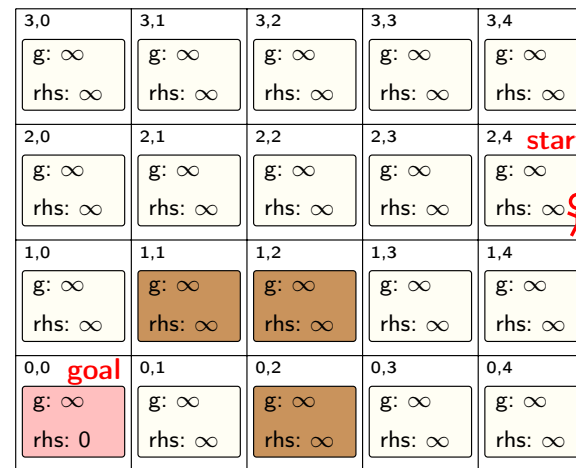 3,0 3,1 3,2 3,3 3,4
g: ∞ g: ∞ g: ∞ g: ∞ g: ∞
rhs: ∞ rhs: ∞ rhs: ∞ rhs: ∞ rhs: ∞
2,0 2,1 2,2 2,3 2,4 star
g: ∞ g: ∞ g: ∞ g: ∞ g: ∞
rhs: ∞ rhs: ∞ rhs: ∞ rhs: ∞ rhs: ∞
1,0 1,1 1,2 1,3 1,4
g: ∞ g: ∞ g: ∞ g: ∞ g: ∞
rhs: ∞ rhs: ∞ rhs: ∞ rhs: ∞ rhs: ∞
0,0 goal 0,1 0,2 0,3 0,4
g: ∞ g: ∞ g: ∞ g: ∞ g: ∞
rhs: 0 rhs: ∞ rhs: ∞ rhs: ∞ rhs: ∞